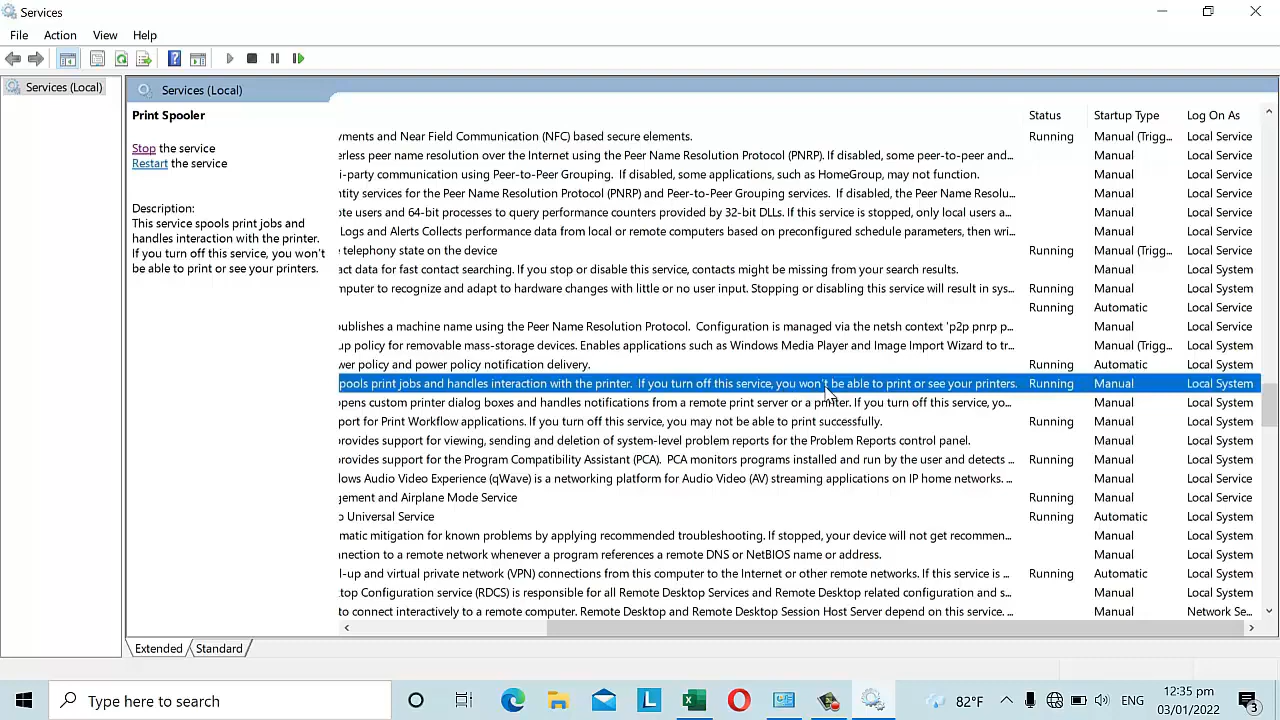 Services
File Action View Help
Services (Local)
Services (Local)
Print Spooler
Stop the service
Restart the service
Description:
This service spools print jobs and
handles interaction with the printer.
If you turn off this service, you won't
be able to print or see your printers.
Status Startup Type Log On As
yments and Near Field Communication (NFC) based secure elements. Running Manual (Trigg... Local Service
erless peer name resolution over the Internet using the Peer Name Resolution Protocol (PNRP). If disabled, some peer-to-peer and... Manual Local Service
i-party communication using Peer-to-Peer Grouping. If disabled, some applications, such as HomeGroup, may not function. Manual Local Service
ntity services for the Peer Name Resolution Protocol (PNRP) and Peer-to-Peer Grouping services. If disabled, the Peer Name Resolu... Manual Local Service
ote users and 64-bit processes to query performance counters provided by 32-bit DLLs. If this service is stopped, only local users a... Manual Local Service
Logs and Alerts Collects performance data from local or remote computers based on preconfigured schedule parameters, then wri... Manual Local Service
e telephony state on the device Running Manual (Trigg... Local Service
act data for fast contact searching. If you stop or disable this service, contacts might be missing from your search results. Manual Local System
mputer to recognize and adapt to hardware changes with little or no user input. Stopping or disabling this service will result in sys... Running Manual Local System
Running Automatic Local Service
ublishes a machine name using the Peer Name Resolution Protocol. Configuration is managed via the netsh context 'p2p pnrp p... Manual Local Service
up policy for removable mass-storage devices. Enables applications such as Windows Media Player and Image Import Wizard to tr... Manual (Trigg... Local System
wer policy and power policy notification delivery. Running Automatic Local System
spools print jobs and handles interaction with the printer. If you turn off this service, you won't be able to print or see your printers. Running Manual Local System
opens custom printer dialog boxes and handles notifications from a remote print server or a printer. If you turn off this service, yo... Manual Local System
port for Print Workflow applications. If you turn off this service, you may not be able to print successfully. Running Manual Local System
provides support for viewing, sending and deletion of system-level problem reports for the Problem Reports control panel. Manual Local System
provides support for the Program Compatibility Assistant (PCA). PCA monitors programs installed and run by the user and detects ... Running Manual Local System
dows Audio Video Experience (qWave) is a networking platform for Audio Video (AV) streaming applications on IP home networks. ... Manual Local Service
gement and Airplane Mode Service Running Manual Local Service
o Universal Service Running Automatic Local System
matic mitigation for known problems by applying recommended troubleshooting. If stopped, your device will not get recommen... Manual Local System
nnection to a remote network whenever a program references a remote DNS or NetBIOS name or address. Manual Local System
l-up and virtual private network (VPN) connections from this computer to the Internet or other remote networks. If this service is ... Running Automatic Local System
top Configuration service (RDCS) is responsible for all Remote Desktop Services and Remote Desktop related configuration and s... Manual Local System
to connect interactively to a remote computer. Remote Desktop and Remote Desktop Session Host Server depend on this service. ... Manual Network Se...
Extended Standard
Type here to search 82°F ENG 12:35 pm
03/01/2022 3